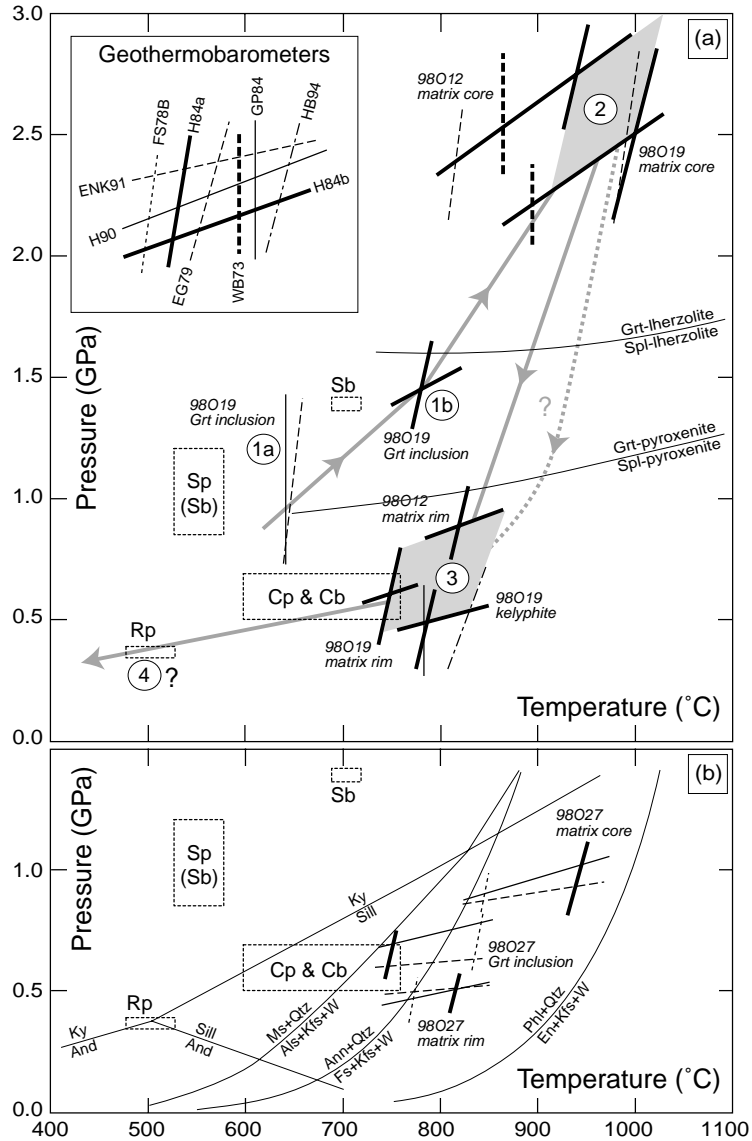 3.0
2.5
2.0
1.5
1.0
0.5
0.0
Pressure (GPa)
(a)
Geothermobarometers
FS78B
H84a
GP84
HB94
ENK91
H90
H84b
EG79
WB73
98O12
matrix core
2
98O19
matrix core
Grt-lherzolite
Spl-lherzolite
Sb
98O19
Grt inclusion
1a
1b
98O19
Grt inclusion
?
Grt-pyroxenite
Spl-pyroxenite
Sp
(Sb)
98O12
matrix rim
3
Cp & Cb
98O19
kelyphite
98O19
matrix rim
Rp
4 ?
Temperature (˚C)
(b)
Pressure (GPa)
1.0
0.5
0.0
Sb
Sp
(Sb)
98O27
matrix core
Ky
Sill
Cp & Cb
98O27
Grt inclusion
Rp
Ky
And
Sill
And
Ms+Qtz
Als+Kfs+W
Ann+Qtz
Fs+Kfs+W
98O27
matrix rim
Phl+Qtz
En+Kfs+W
Temperature (˚C)
400 500 600 700 800 900 1000 1100